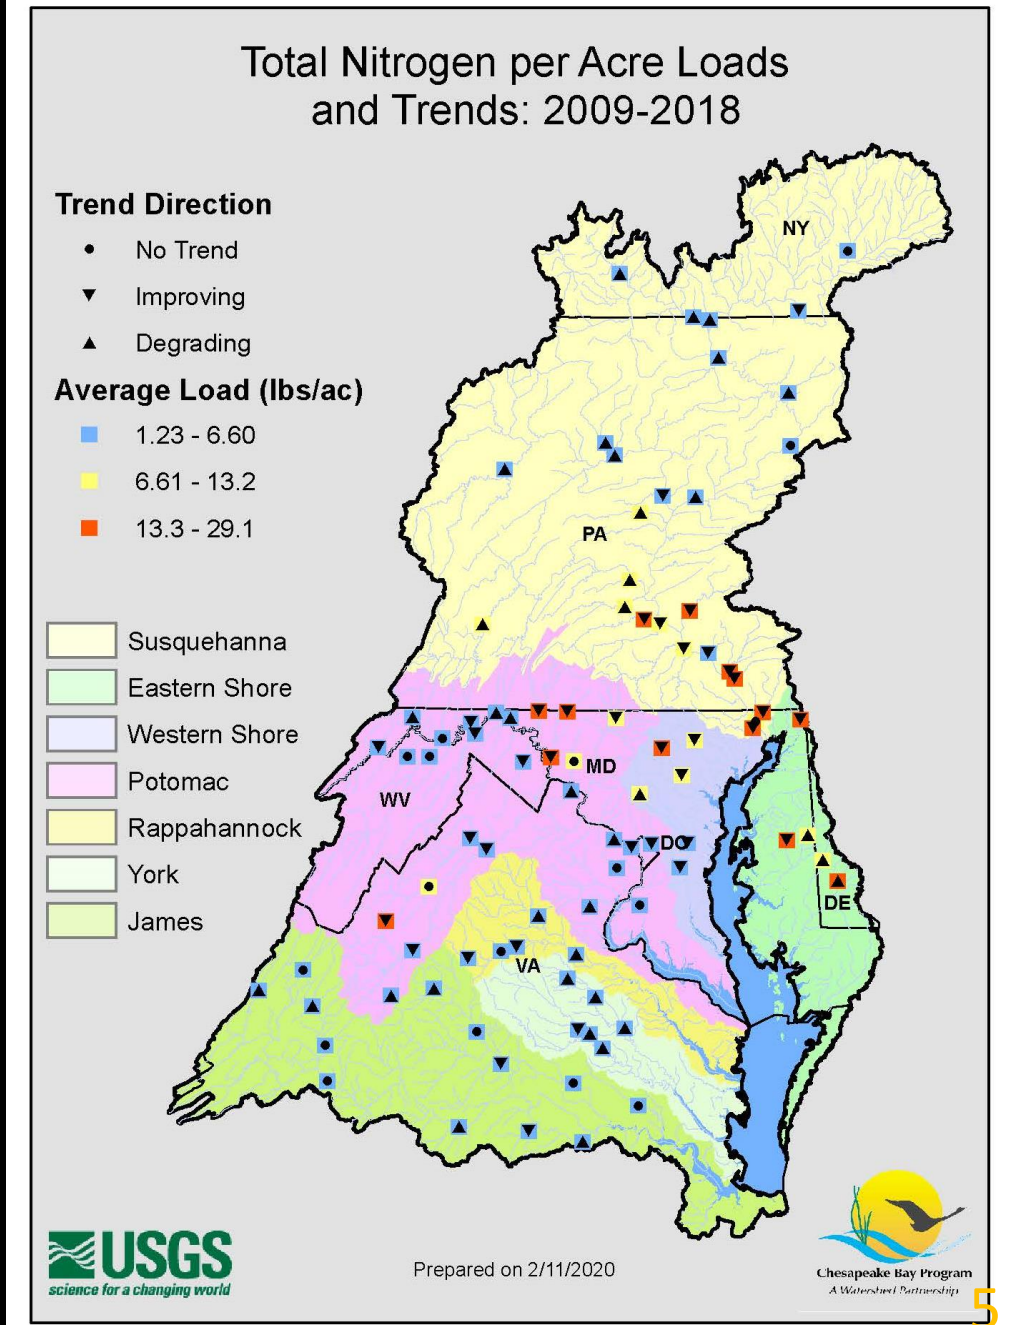 Total Nitrogen per Acre Loads
and Trends: 2009-2018
Trend Direction
No Trend
Improving
Degrading
Average Load (lbs/ac)
1.23 - 6.60
6.61 - 13.2
13.3 - 29.1
Susquehanna
Eastern Shore
Western Shore
Potomac
Rappahannock
York
James
NY
PA
MD
WV
DC
DE
VA
USGS
science for a changing world
Prepared on 2/11/2020
Chesapeake Bay Program
A Watershed Partnership
5